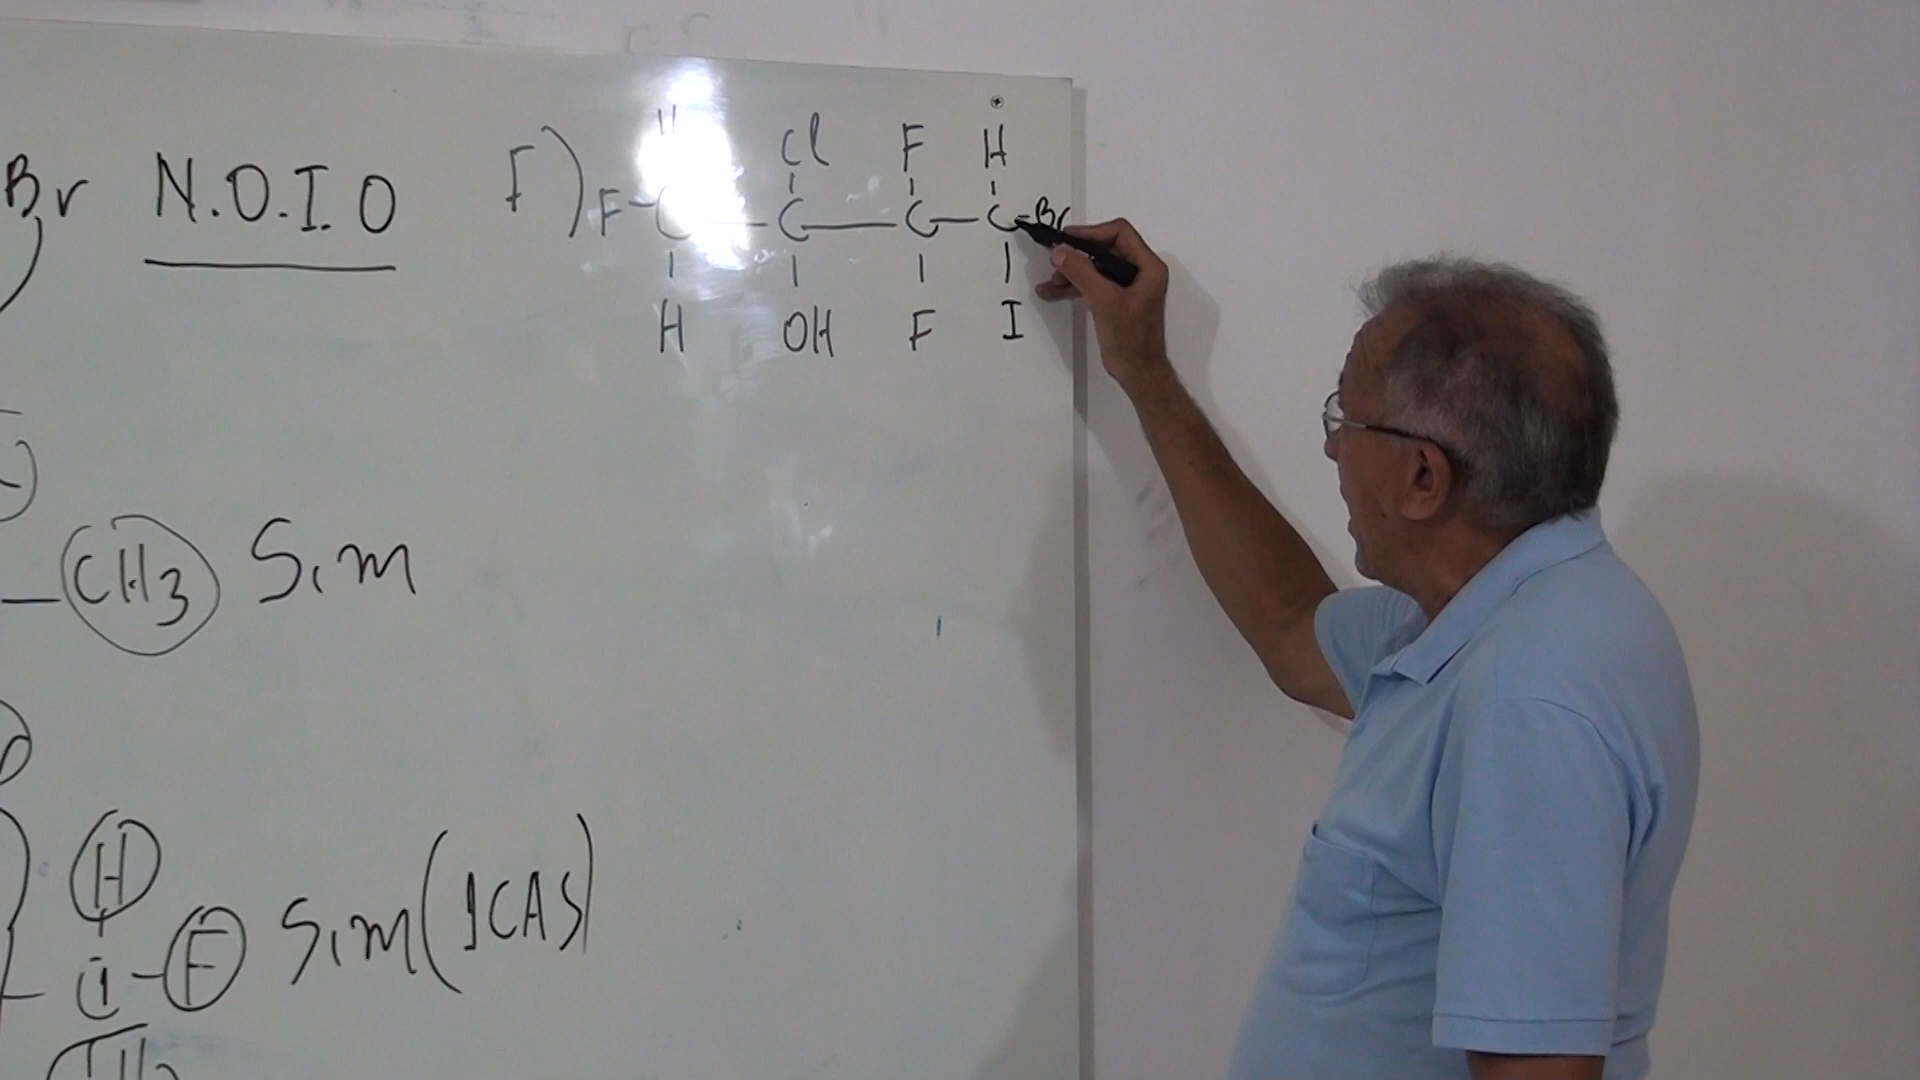 Cl F H
Br N.O.I.O F) F-C-C-C-C-Br
H OH F I
-CH3 Sim
H
-C-F Sim (ICAS)